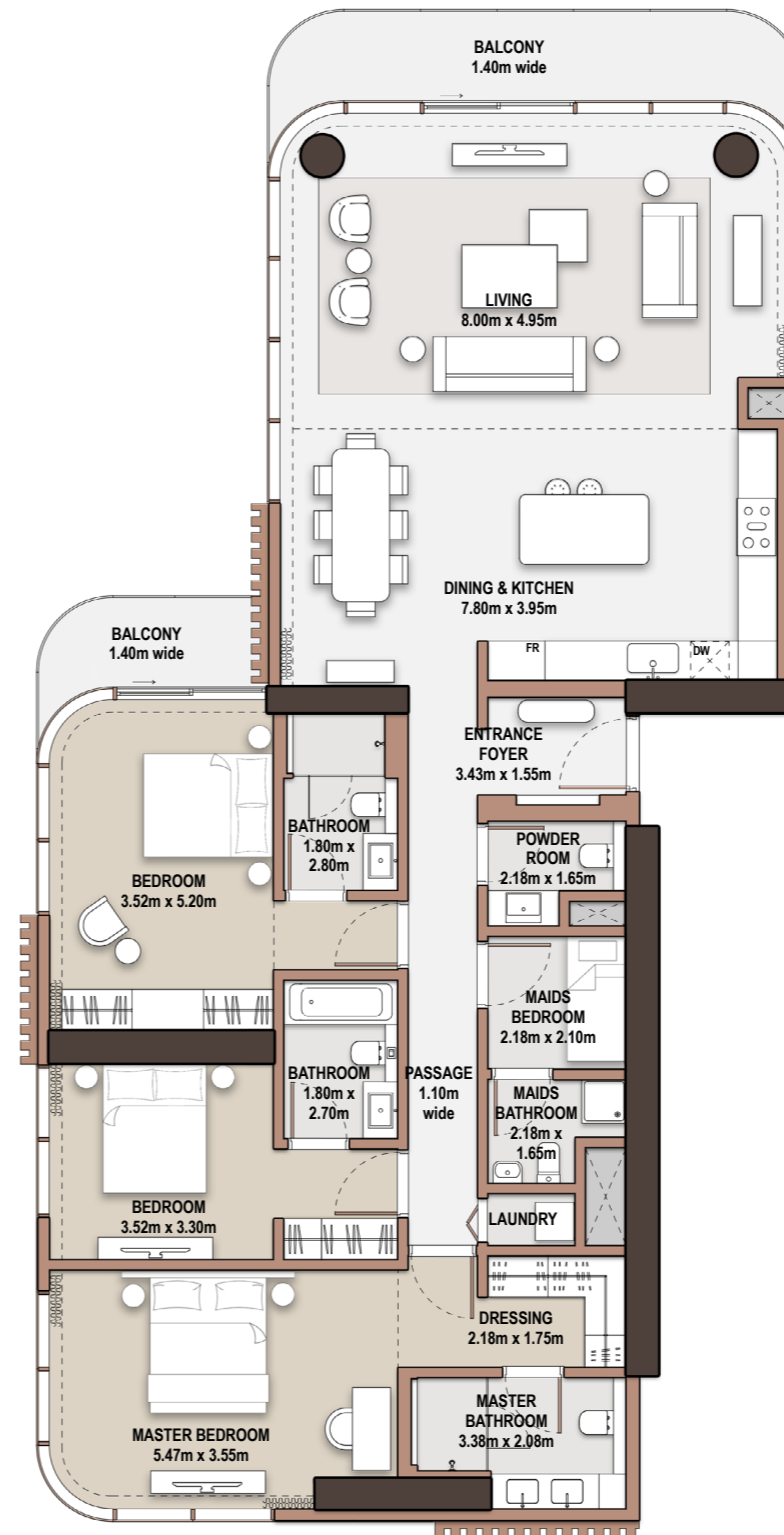 BALCONY
1.40m wide
LIVING
8.00m x 4.95m
DINING & KITCHEN
7.80m x 3.95m
FR
DW
BALCONY
1.40m wide
ENTRANCE
FOYER
3.43m x 1.55m
BATHROOM
1.80m x
2.80m
POWDER
ROOM
2.18m x 1.65m
BEDROOM
3.52m x 5.20m
MAIDS
BEDROOM
2.18m x 2.10m
BATHROOM
1.80m x
2.70m
PASSAGE
1.10m
wide
MAIDS
BATHROOM
2.18m x
1.65m
BEDROOM
3.52m x 3.30m
LAUNDRY
DRESSING
2.18m x 1.75m
MASTER BEDROOM
5.47m x 3.55m
MASTER
BATHROOM
3.38m x 2.08m